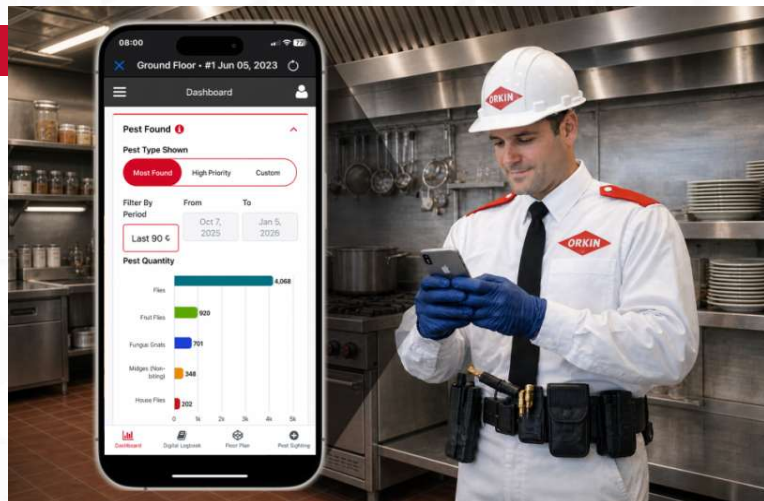 08:00
77
Ground Floor • #1 Jun 05, 2023
Dashboard
Pest Found
Pest Type Shown
Most Found High Priority Custom
Filter By Period
From To
Last 90
Oct 7, 2025
Jan 5, 2026
Pest Quantity
Flies 4,068
Fruit Flies 920
Fungus Gnats 701
Midges (Non-biting) 348
House Flies 202
0 1k 2k 3k 4k 5k
Dashboard Digital Logbook Floor Plan Pest Sighting
ORKIN
ORKIN